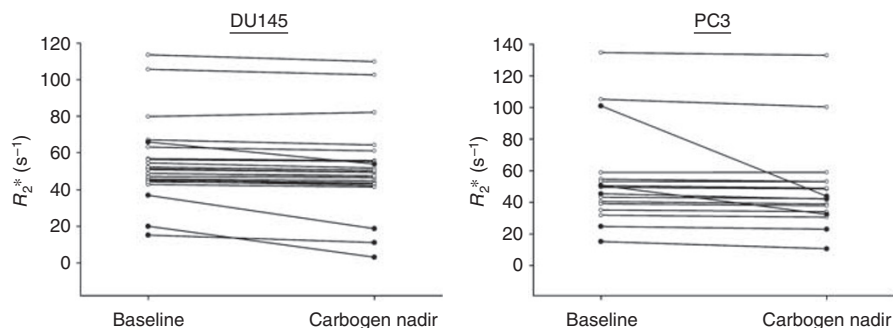 DU145
120
100
80
60
40
20
0
R₂* (s⁻¹)
Baseline
Carbogen nadir
PC3
140
120
100
80
60
40
20
0
R₂* (s⁻¹)
Baseline
Carbogen nadir